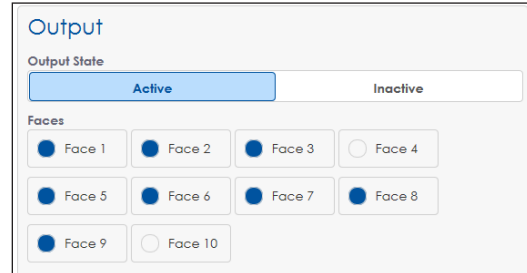 Output
Output State
Active Inactive
Faces
Face 1 Face 2 Face 3 Face 4
Face 5 Face 6 Face 7 Face 8
Face 9 Face 10